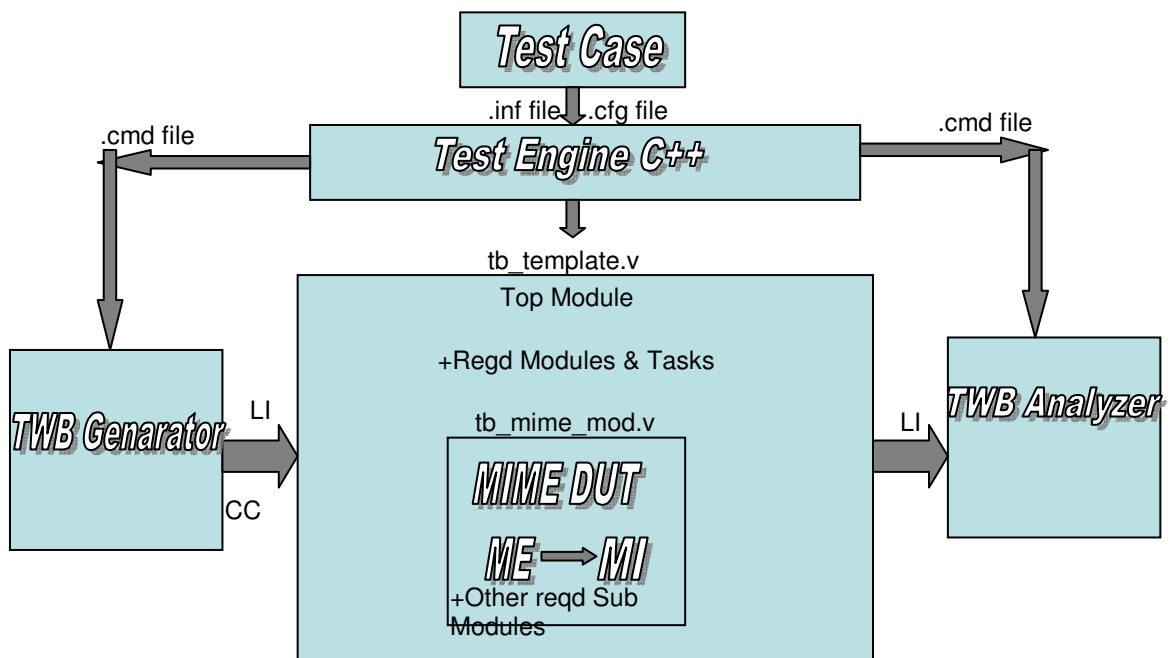 Test Case
.inf file
.cfg file
.cmd file
.cmd file
Test Engine C++
tb_template.v
Top Module
+Regd Modules & Tasks
TWB Genarator
LI
CC
tb_mime_mod.v
MIME DUT
ME
MI
+Other reqd Sub
Modules
LI
TWB Analyzer